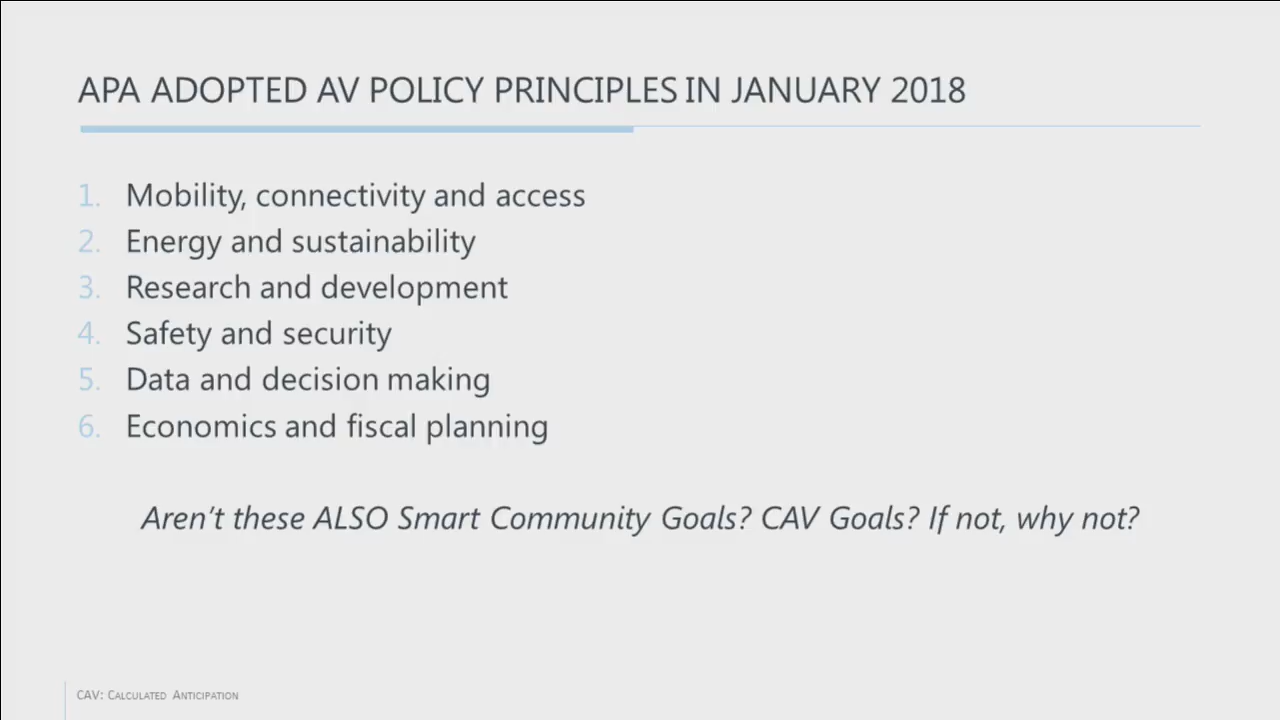 APA ADOPTED AV POLICY PRINCIPLES IN JANUARY 2018
1. Mobility, connectivity and access
2. Energy and sustainability
3. Research and development
4. Safety and security
5. Data and decision making
6. Economics and fiscal planning
Aren't these ALSO Smart Community Goals? CAV Goals? If not, why not?
CAV: CALCULATED ANTICIPATION